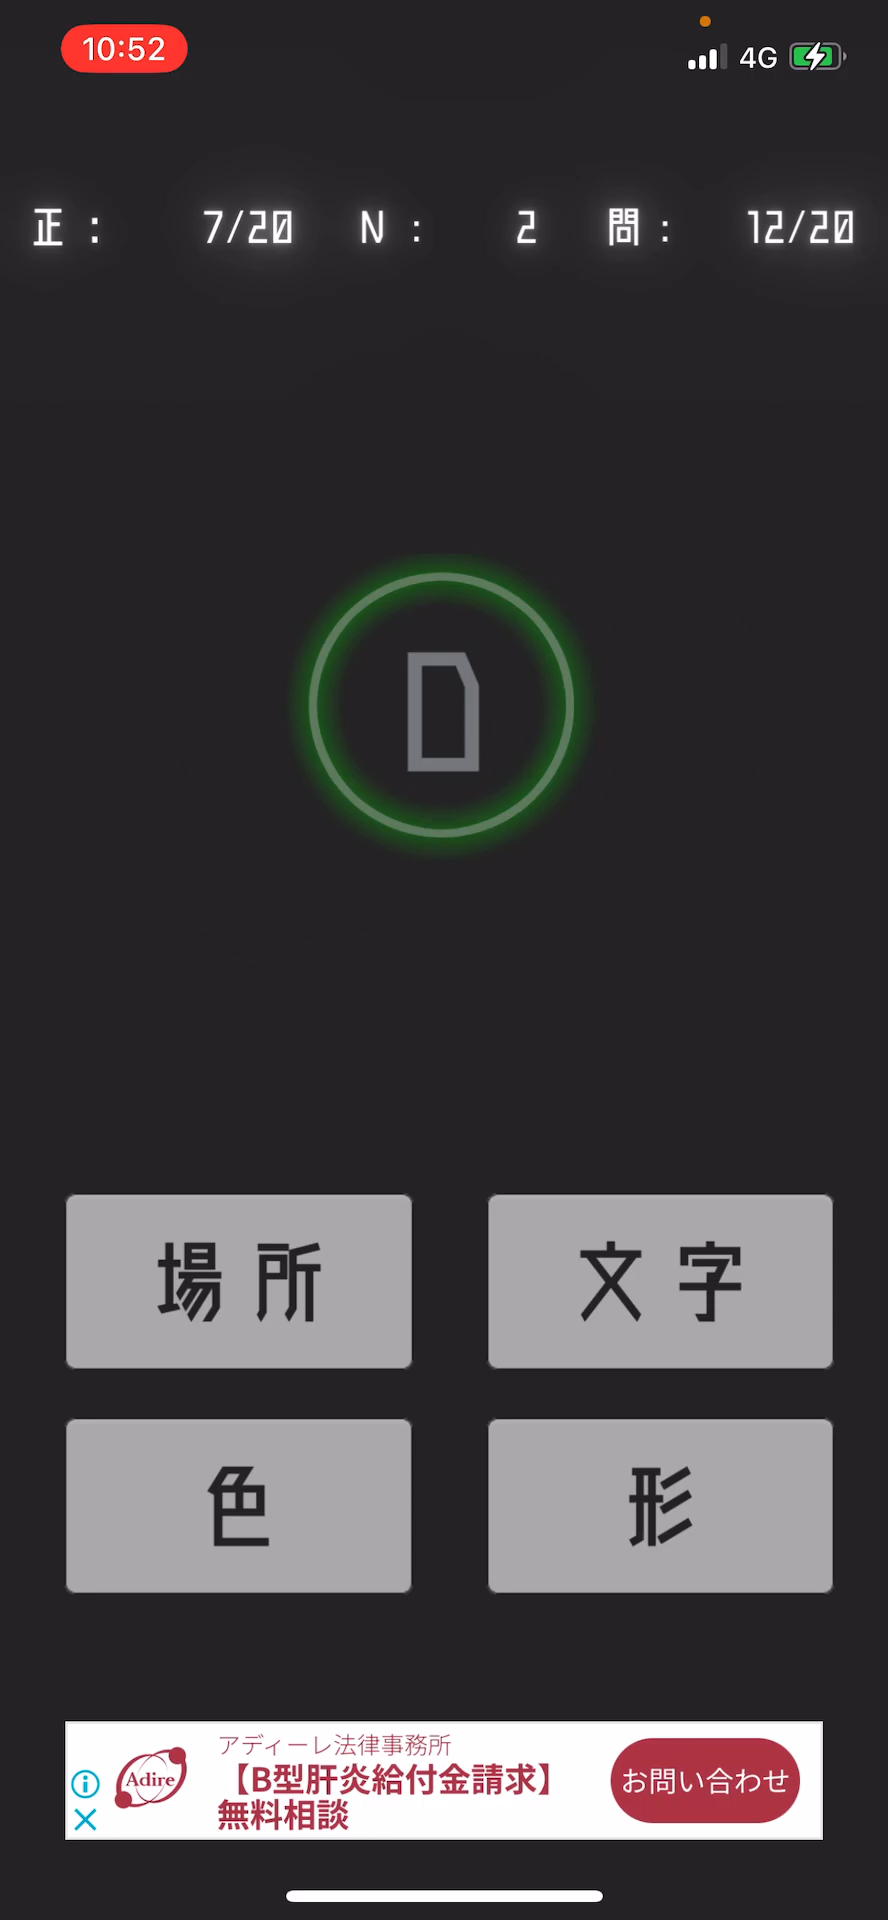 10:52 4G
正： 7/20 N： 2 問： 12/20
D
場所 文字
色 形
アディーレ法律事務所
Adire 【B型肝炎給付金請求】 お問い合わせ
無料相談